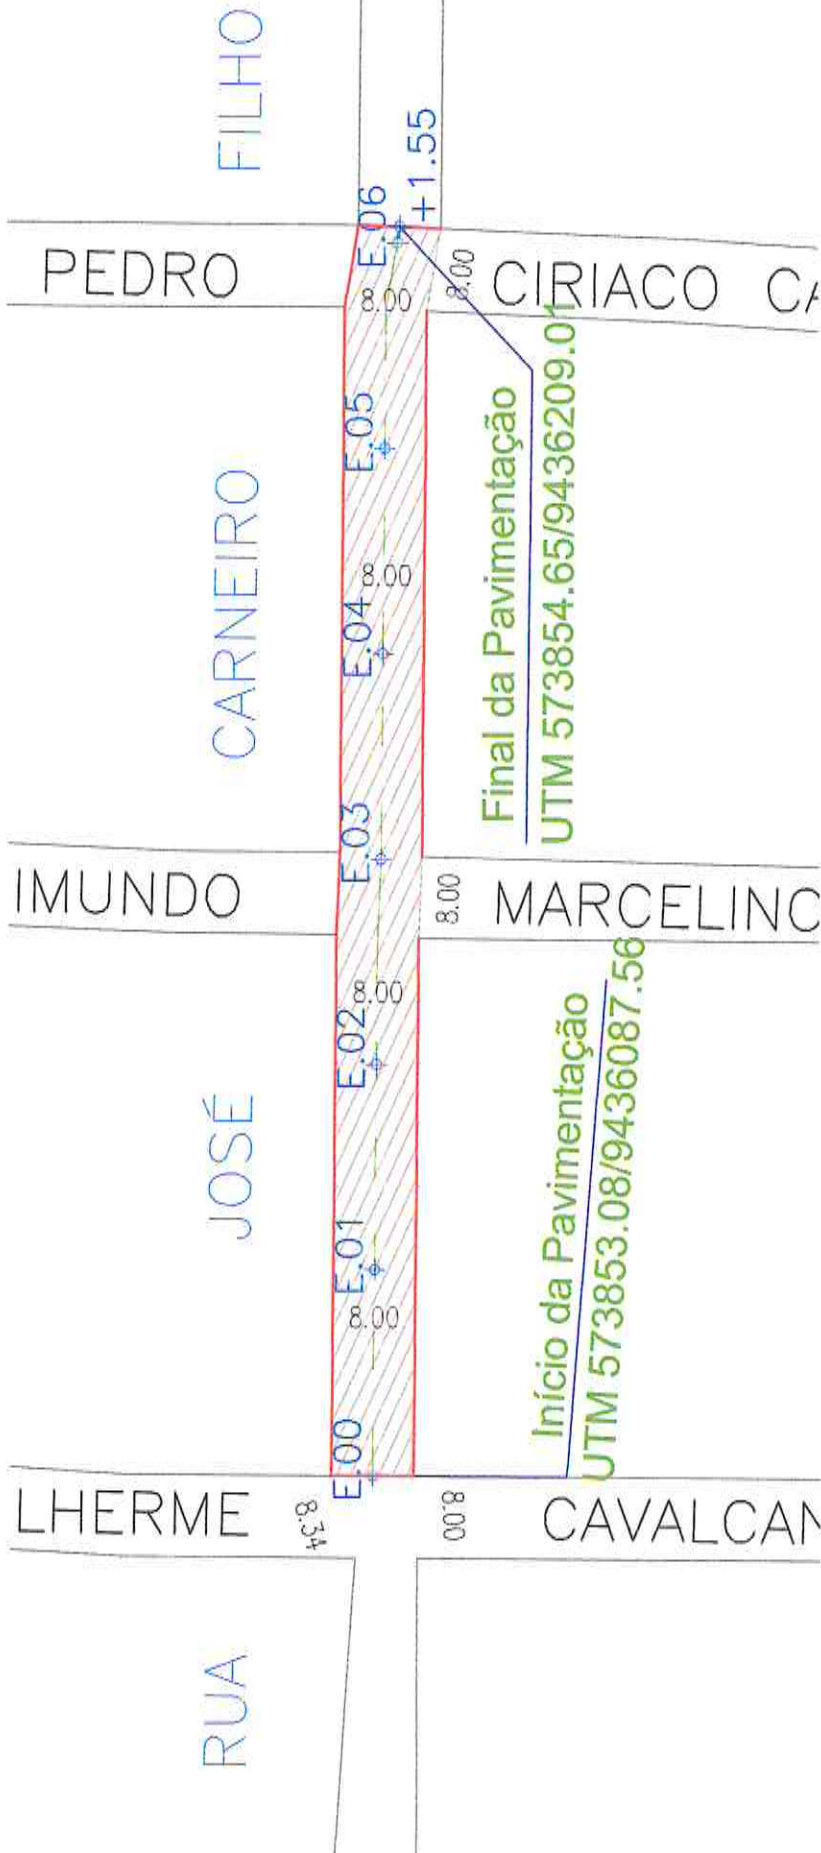 FILHO
E.06
+1.55
PEDRO
8.00
8.00
CIRIACO
E.05
CARNEIRO
8.00
E.04
Final da Pavimentação
UTM 573854.65/9436209.01
E.03
IMUNDO
8.00
MARCELINO
8.00
E.02
Início da Pavimentação
UTM 573853.08/9436087.56
JOSÉ
E.01
8.00
E.00
LHERME
8.34
8.00
CAVALCAN
RUA